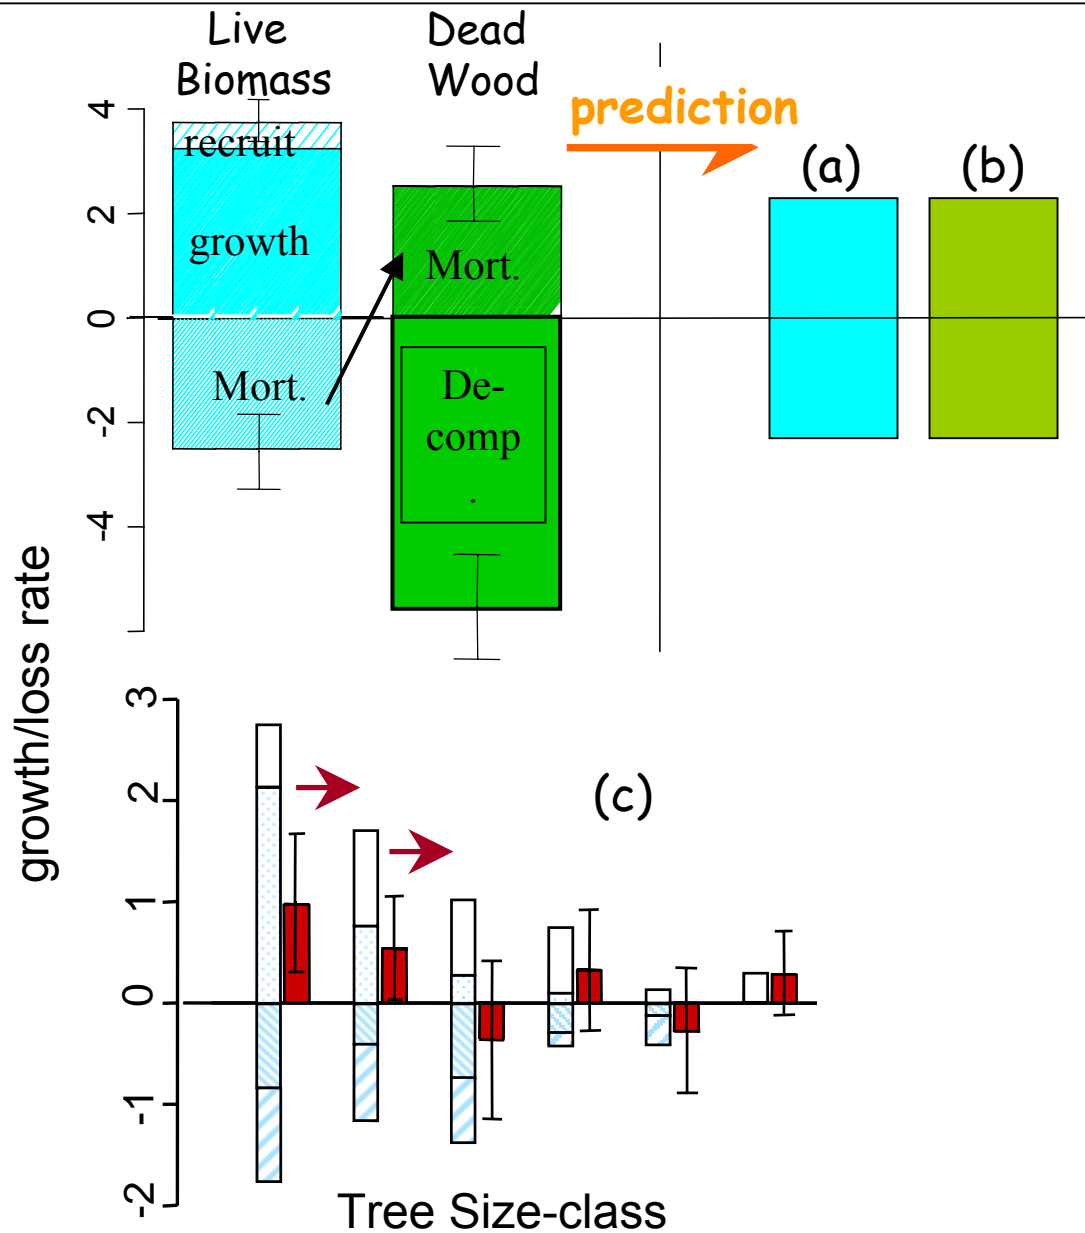 Live
Biomass
Dead
Wood
prediction
(a)
(b)
4
2
0
-2
-4
recruit
growth
Mort.
Mort.
De-
comp
.
growth/loss rate
3
2
1
0
-1
-2
(c)
Tree Size-class